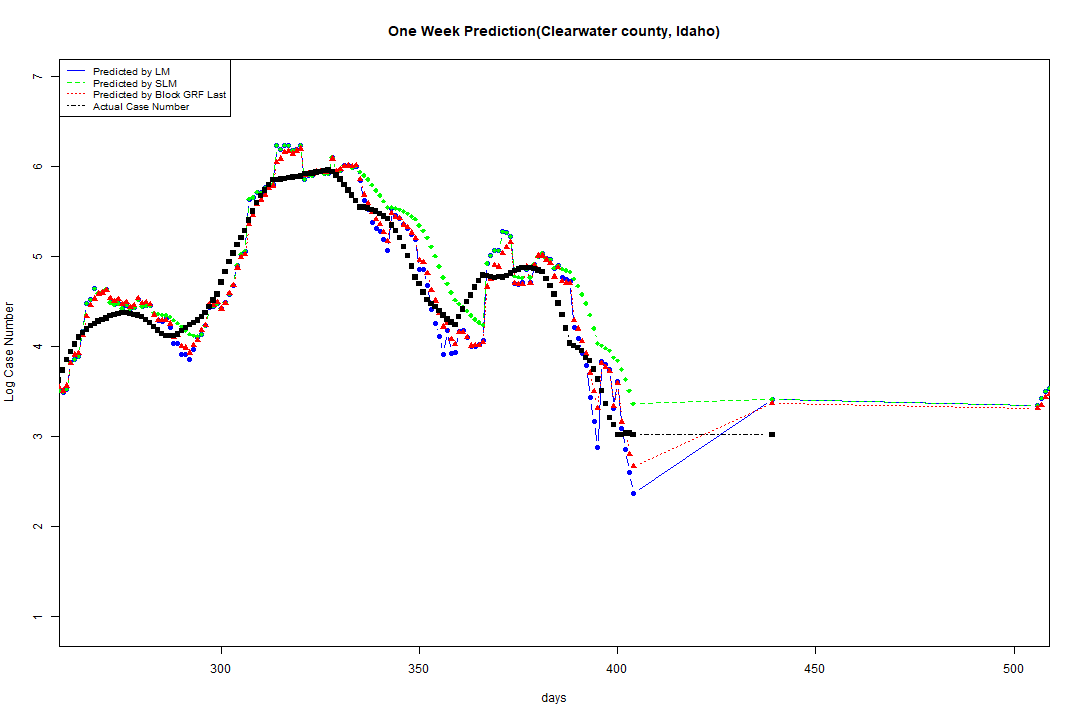 One Week Prediction(Clearwater county, Idaho)
Predicted by LM
Predicted by SLM
Predicted by Block GRF Last
Actual Case Number
7
6
5
4
3
2
1
Log Case Number
300 350 400 450 500
days